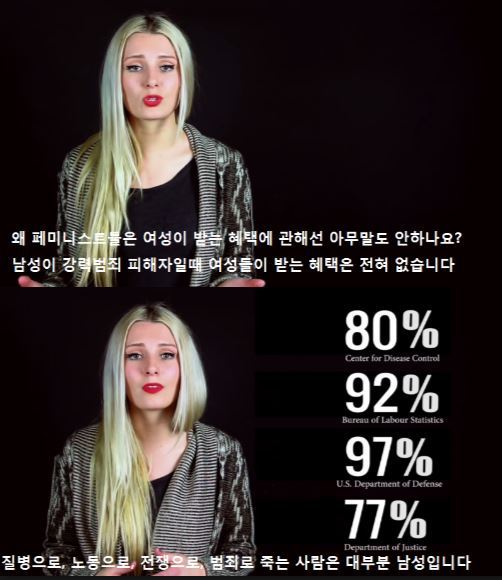 왜 페미니스트들은 여성이 받는 혜택에 관해선 아무말도 안하나요?
남성이 강력범죄 피해자일때 여성들이 받는 혜택은 전혀 없습니다
80%
Center for Disease Control
92%
Bureau of Labour Statistics
97%
U.S. Department of Defense
77%
Department of Justice
질병으로, 노동으로, 전쟁으로, 범죄로 죽는 사람은 대부분 남성입니다